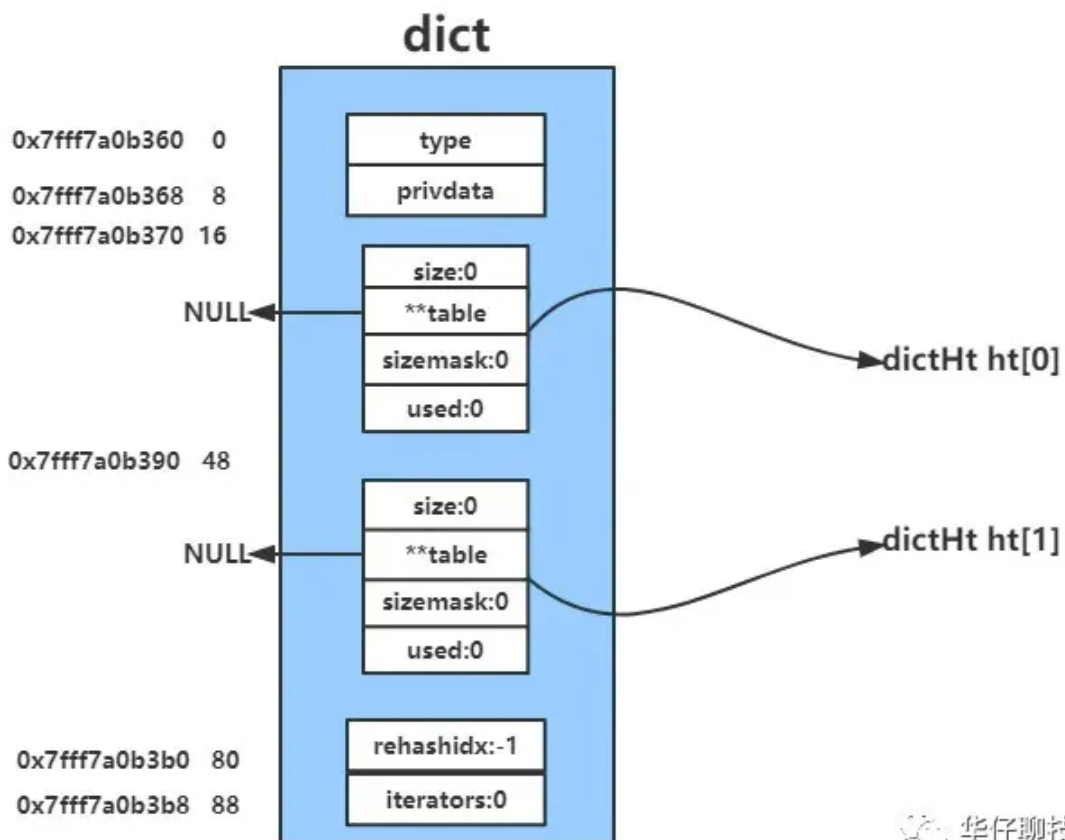 dict
0x7fff7a0b360 0
type
0x7fff7a0b368 8
privdata
0x7fff7a0b370 16
size:0
NULL
**table
sizemask:0
dictHt ht[0]
used:0
0x7fff7a0b390 48
size:0
NULL
**table
dictHt ht[1]
sizemask:0
used:0
0x7fff7a0b3b0 80
rehashidx:-1
0x7fff7a0b3b8 88
iterators:0
华仔聊技